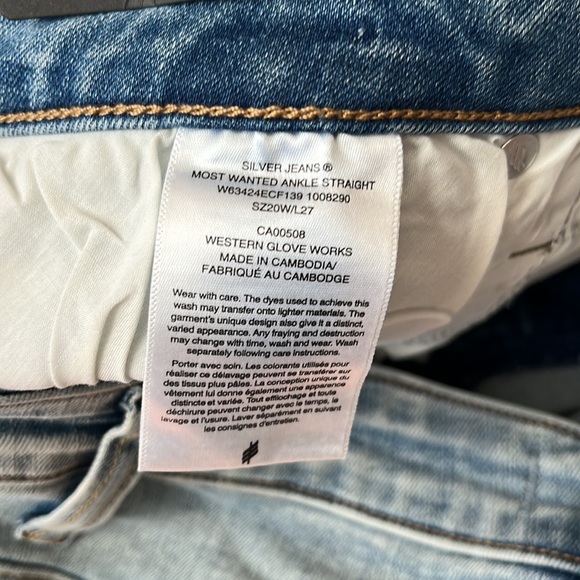 SILVER JEANS ®
MOST WANTED ANKLE STRAIGHT
W63424ECF139 1008290
SZ20W/L27
CA00508
WESTERN GLOVE WORKS
MADE IN CAMBODIA/
FABRIQUÉ AU CAMBODGE
Wear with care. The dyes used to achieve this
wash may transfer onto lighter materials. The
garment's unique design also give it a distinct,
varied appearance. Any fraying and destruction
may change with time, wash and wear. Wash
separately following care instructions.
Porter avec soin. Les colorants utilisés pour
réaliser ce délavage peuvent se transférer sur
des tissus plus pâles. La conception unique du
vêtement lui donne également une apparence
distincte et variée. Tout effilochage et toute
déchirure peuvent changer avec le temps, le
lavage et l'usure. Laver séparément en suivant
les consignes d'entretien.